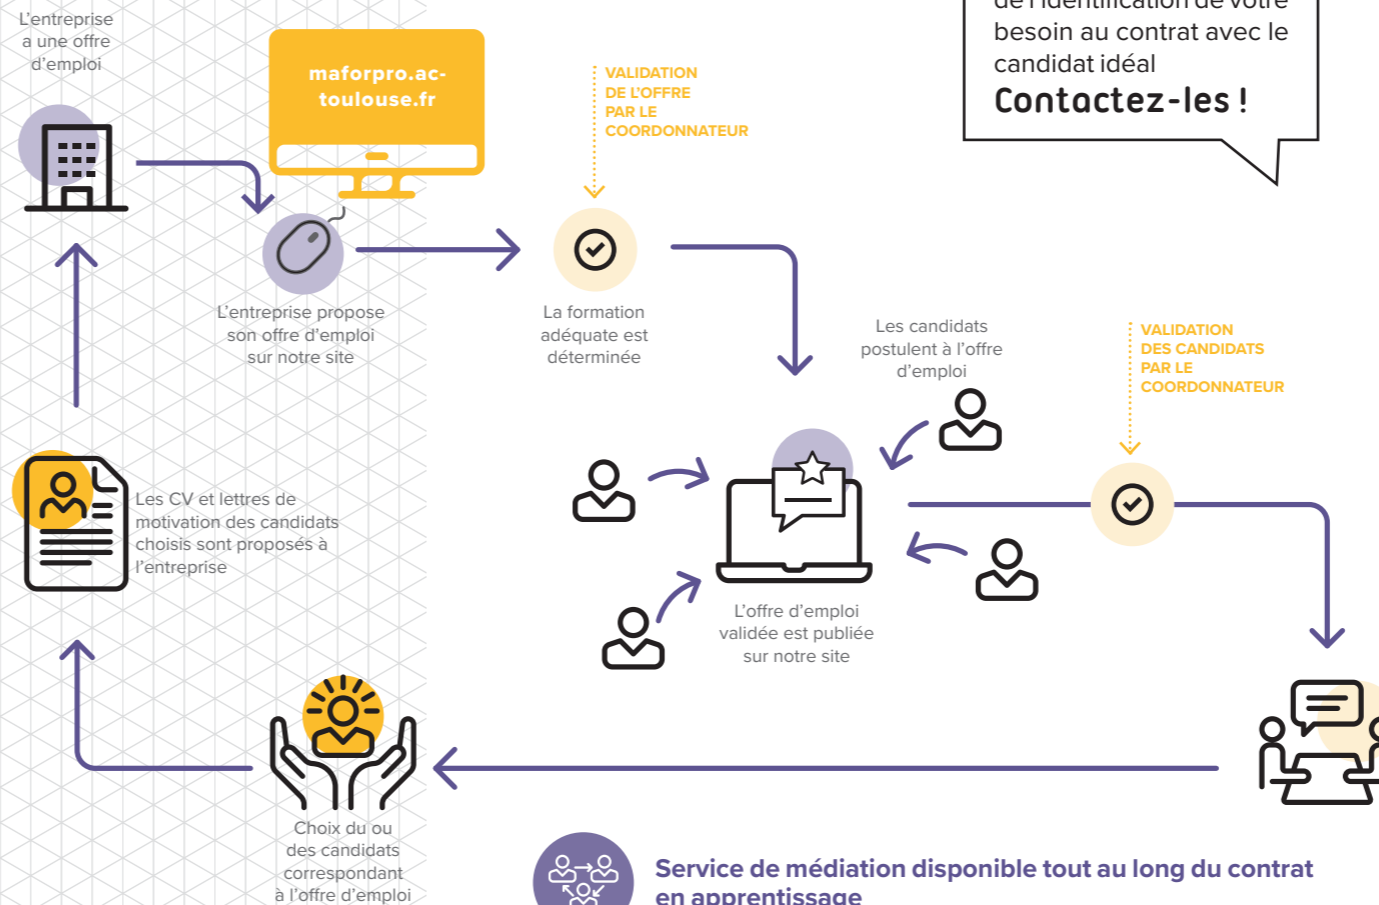 L'entreprise
a une offre
d'emploi
maforpro.ac-
toulouse.fr
VALIDATION
DE L'OFFRE
PAR LE
COORDONNATEUR
de l'identification de votre
besoin au contrat avec le
candidat idéal
Contactez-les !
L'entreprise propose
son offre d'emploi
sur notre site
La formation
adéquate est
déterminée
Les candidats
postulent à l'offre
d'emploi
VALIDATION
DES CANDIDATS
PAR LE
COORDONNATEUR
Les CV et lettres de
motivation des candidats
choisis sont proposés à
l'entreprise
L'offre d'emploi
validée est publiée
sur notre site
Choix du ou
des candidats
correspondant
à l'offre d'emploi
Service de médiation disponible tout au long du contrat
en apprentissage